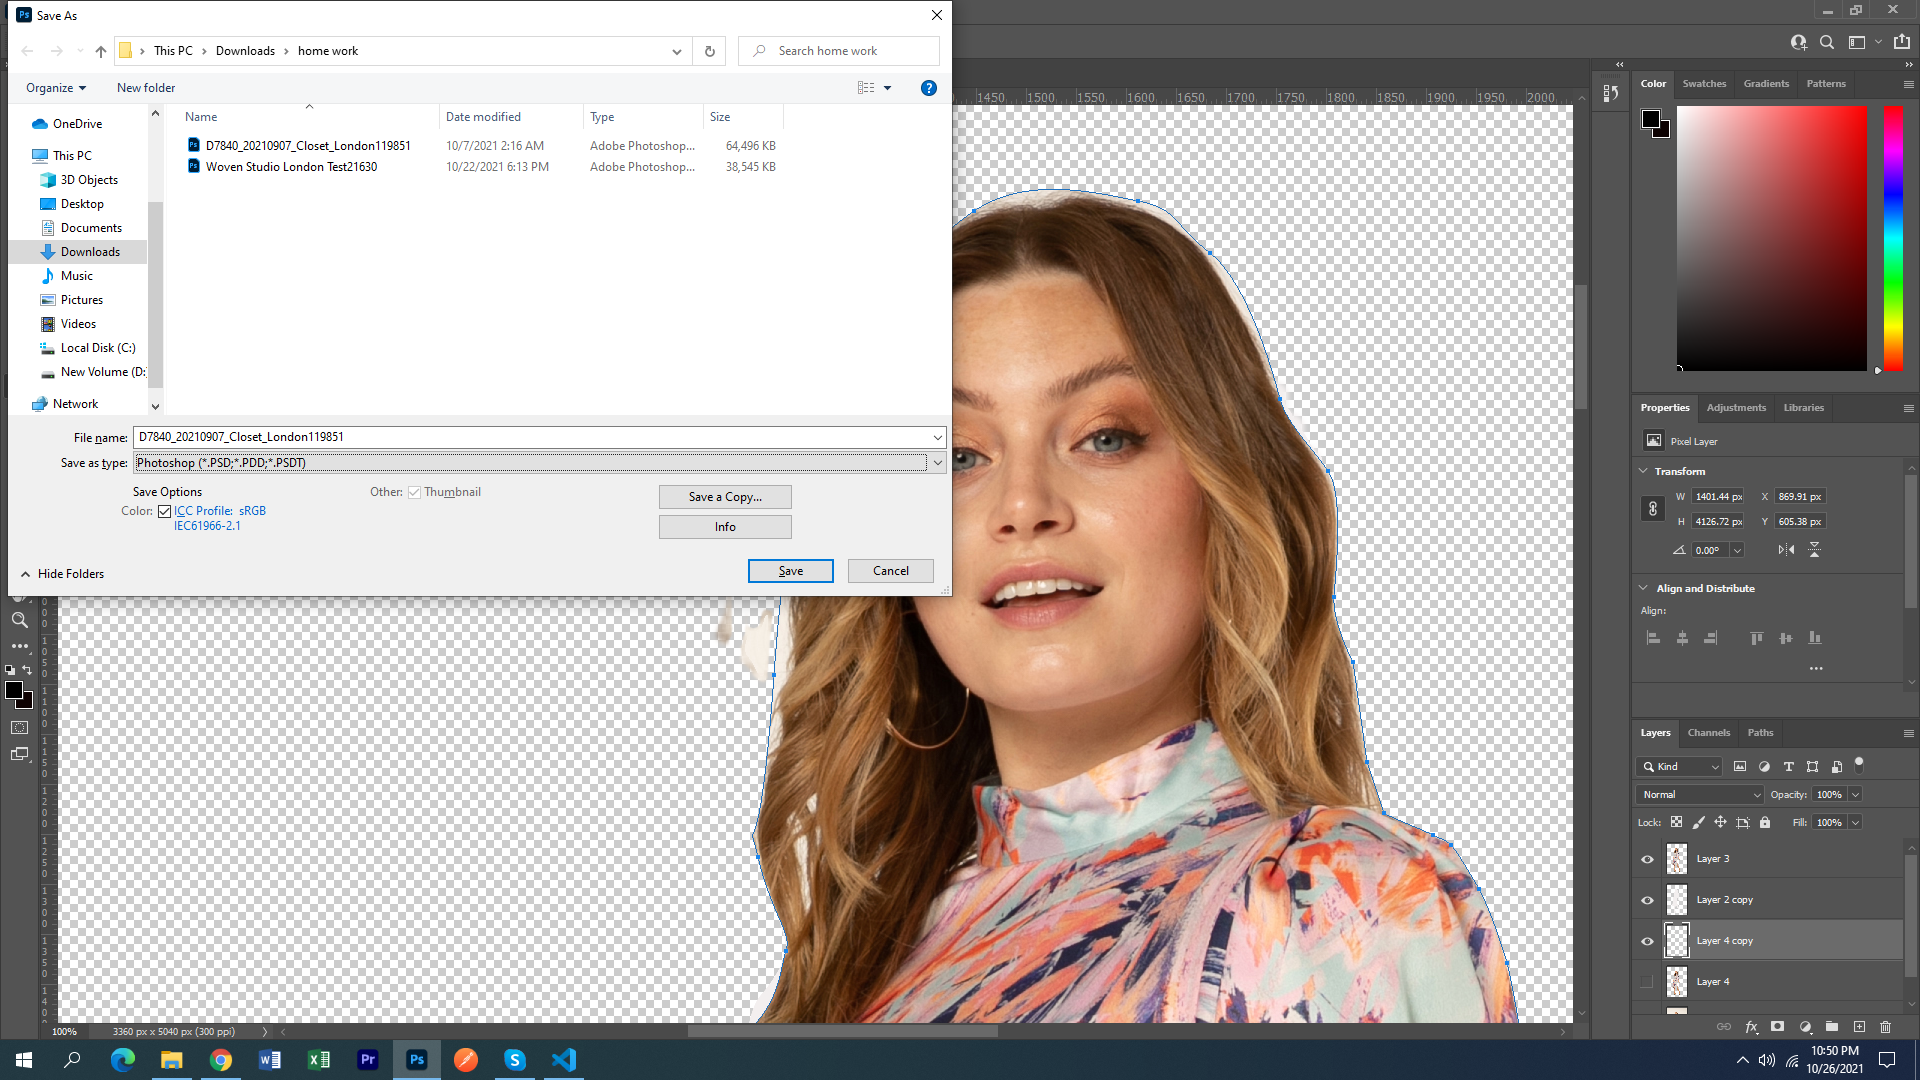 Save As
This PC > Downloads > home work
Search home work
Organize
New folder
Name Date modified Type Size
D7840_20210907_Closet_London119851 10/7/2021 2:16 AM Adobe Photoshop... 64,496 KB
Woven Studio London Test21630 10/22/2021 6:13 PM Adobe Photoshop... 38,545 KB
OneDrive
This PC
3D Objects
Desktop
Documents
Downloads
Music
Pictures
Videos
Local Disk (C:)
New Volume (D:
Network
File name: D7840_20210907_Closet_London119851
Save as type: Photoshop (*.PSD;*.PDD;*.PSDT)
Save Options
Color: ICC Profile: sRGB
IEC61966-2.1
Other: Thumbnail
Save a Copy...
Info
Hide Folders
Save
Cancel
1450 1500 1550 1600 1650 1700 1750 1800 1850 1900 1950 2000
Color Swatches Gradients Patterns
Properties Adjustments Libraries
Pixel Layer
Transform
W 1401.44 px X 869.91 px
H 4126.72 px Y 605.38 px
0.00°
Align and Distribute
Align:
Layers Channels Paths
Kind
Normal Opacity: 100%
Lock: Fill: 100%
Layer 3
Layer 2 copy
Layer 4 copy
Layer 4
100% 3360 px x 5040 px (300 ppi)
10:50 PM
10/26/2021